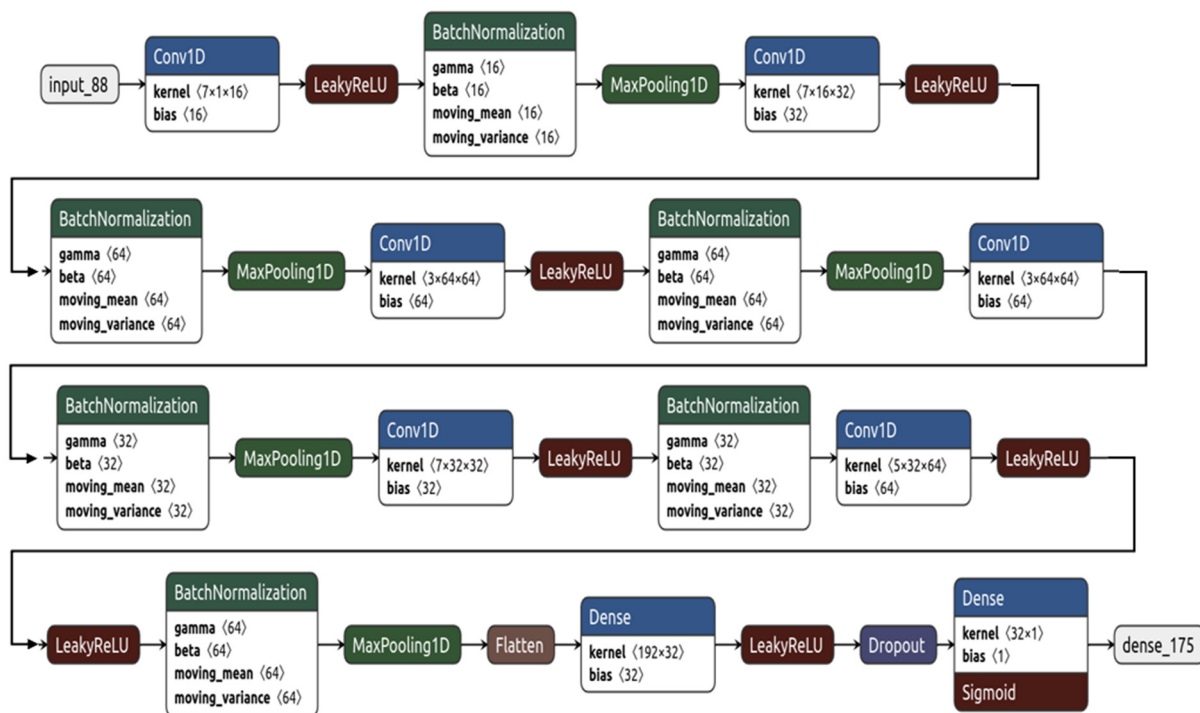 input_88
Conv1D
kernel ⟨7×1×16⟩
bias ⟨16⟩
LeakyReLU
BatchNormalization
gamma ⟨16⟩
beta ⟨16⟩
moving_mean ⟨16⟩
moving_variance ⟨16⟩
MaxPooling1D
Conv1D
kernel ⟨7×16×32⟩
bias ⟨32⟩
LeakyReLU
BatchNormalization
gamma ⟨64⟩
beta ⟨64⟩
moving_mean ⟨64⟩
moving_variance ⟨64⟩
MaxPooling1D
Conv1D
kernel ⟨3×64×64⟩
bias ⟨64⟩
LeakyReLU
BatchNormalization
gamma ⟨64⟩
beta ⟨64⟩
moving_mean ⟨64⟩
moving_variance ⟨64⟩
MaxPooling1D
Conv1D
kernel ⟨3×64×64⟩
bias ⟨64⟩
BatchNormalization
gamma ⟨32⟩
beta ⟨32⟩
moving_mean ⟨32⟩
moving_variance ⟨32⟩
MaxPooling1D
Conv1D
kernel ⟨7×32×32⟩
bias ⟨32⟩
LeakyReLU
BatchNormalization
gamma ⟨32⟩
beta ⟨32⟩
moving_mean ⟨32⟩
moving_variance ⟨32⟩
Conv1D
kernel ⟨5×32×64⟩
bias ⟨64⟩
LeakyReLU
LeakyReLU
BatchNormalization
gamma ⟨64⟩
beta ⟨64⟩
moving_mean ⟨64⟩
moving_variance ⟨64⟩
MaxPooling1D
Flatten
Dense
kernel ⟨192×32⟩
bias ⟨32⟩
LeakyReLU
Dropout
Dense
kernel ⟨32×1⟩
bias ⟨1⟩
Sigmoid
dense_175